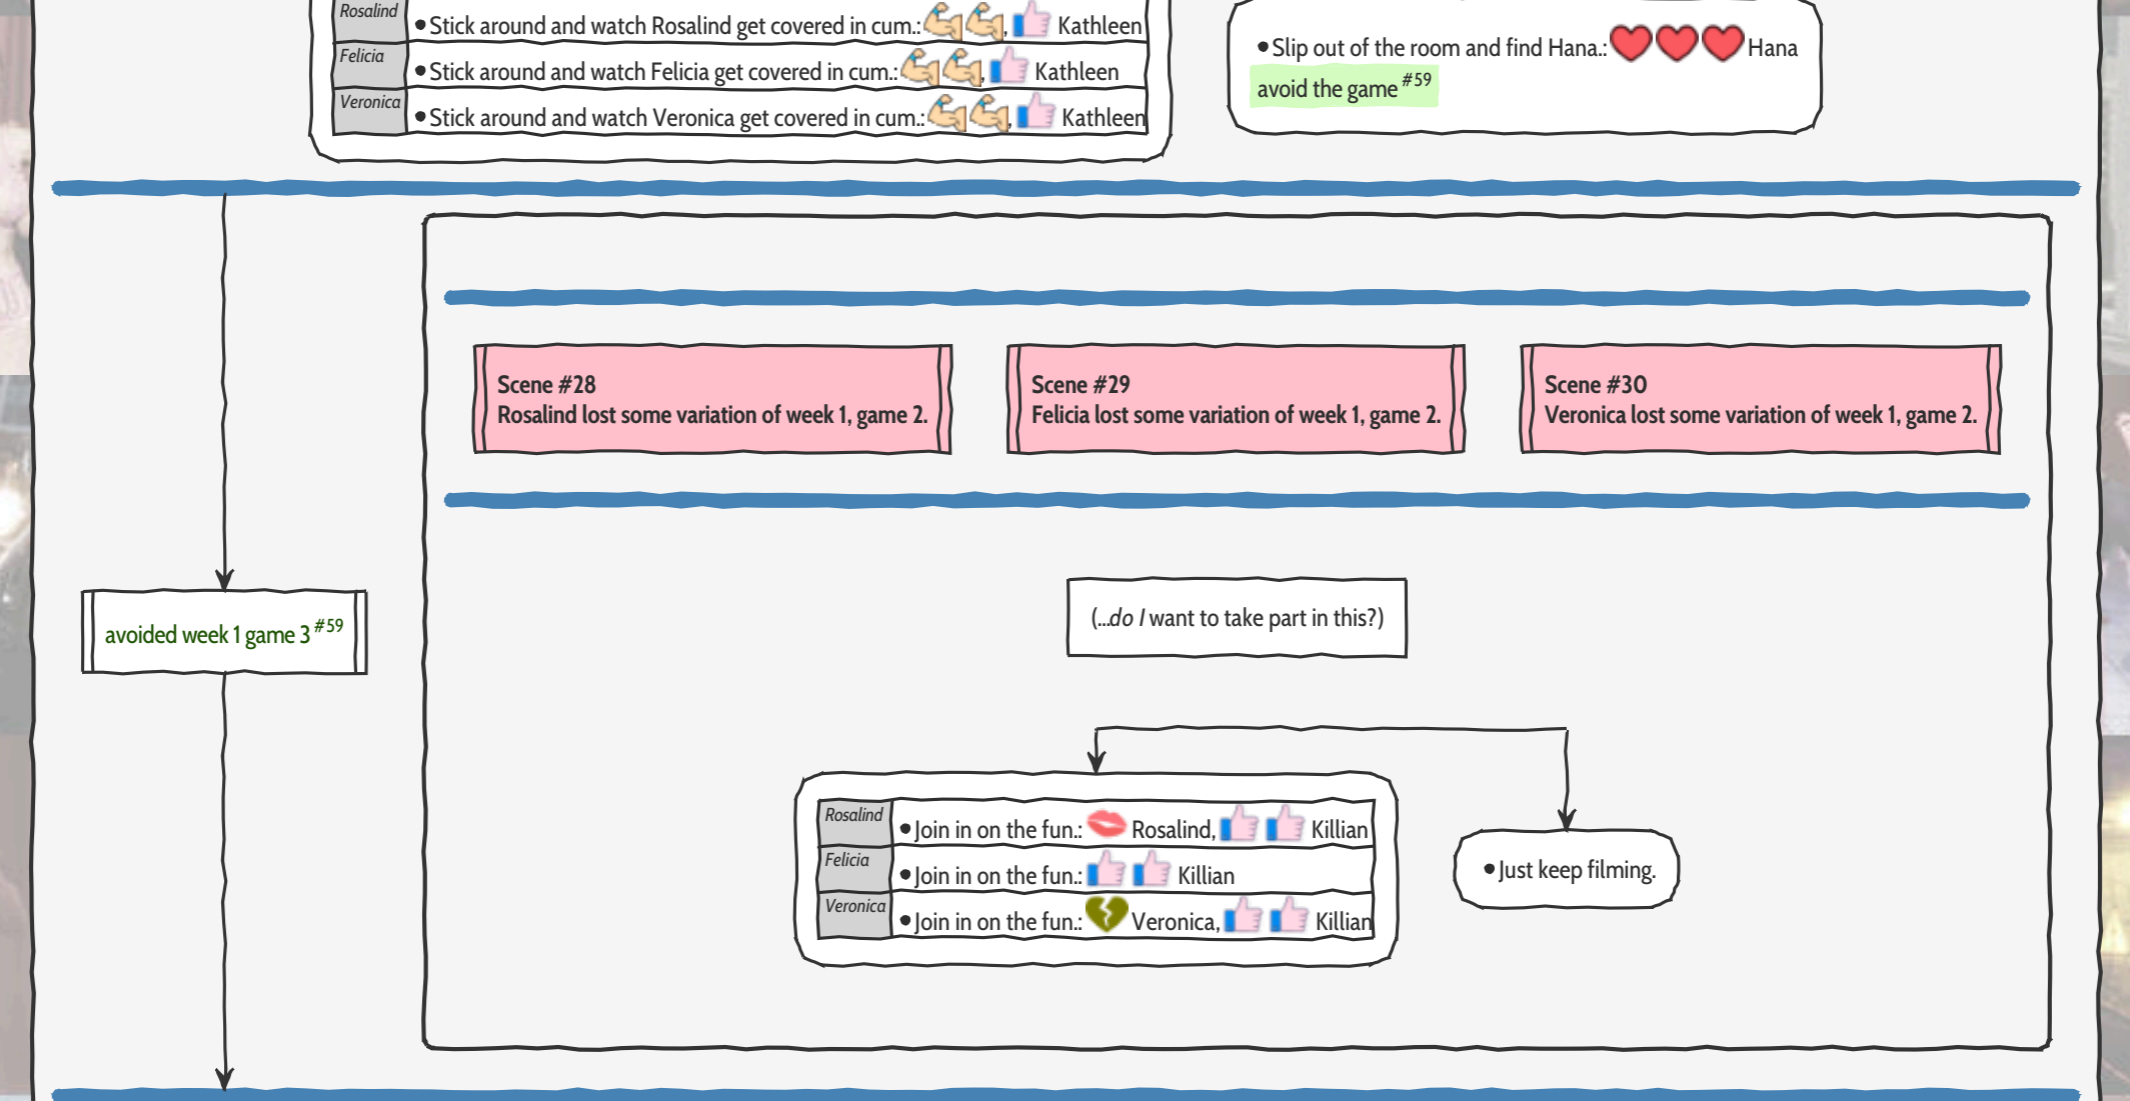 Rosalind
•Stick around and watch Rosalind get covered in cum.: , Kathleen
Felicia
•Stick around and watch Felicia get covered in cum.: , Kathleen
Veronica
•Stick around and watch Veronica get covered in cum.: , Kathleen
•Slip out of the room and find Hana.: Hana
avoid the game #59
Scene #28
Rosalind lost some variation of week 1, game 2.
Scene #29
Felicia lost some variation of week 1, game 2.
Scene #30
Veronica lost some variation of week 1, game 2.
avoided week 1 game 3 #59
(...do I want to take part in this?)
Rosalind
•Join in on the fun.: Rosalind, Killian
Felicia
•Join in on the fun.: Killian
Veronica
•Join in on the fun.: Veronica, Killian
•Just keep filming.